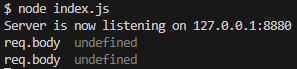 $ node index.js
Server is now listening on 127.0.0.1:8880
req.body undefined
req.body undefined